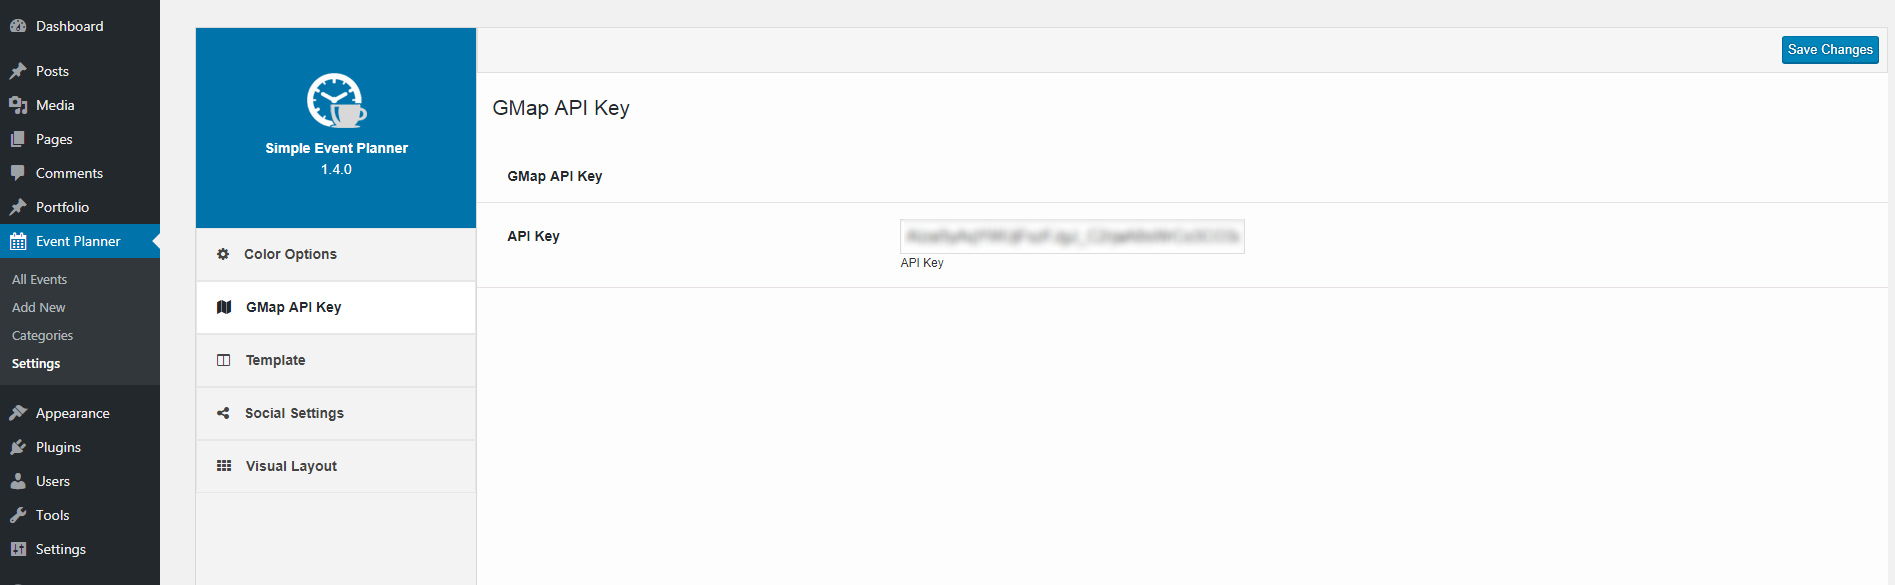 Dashboard
Posts
Media
Pages
Comments
Portfolio
Event Planner
All Events
Add New
Categories
Settings
Appearance
Plugins
Users
Tools
Settings
Simple Event Planner
1.4.0
Color Options
GMap API Key
Template
Social Settings
Visual Layout
Save Changes
GMap API Key
GMap API Key
API Key
API Key